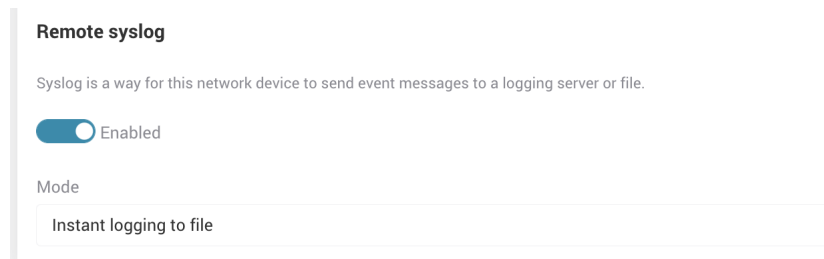 Remote syslog
Syslog is a way for this network device to send event messages to a logging server or file.
Enabled
Mode
Instant logging to file